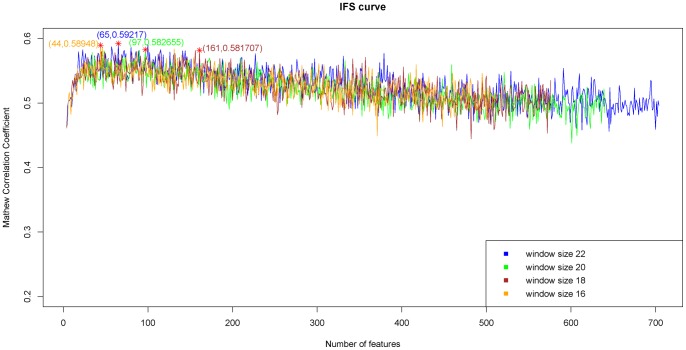 IFS curve
(65,0.59217)
(44,0.58948)
(97,0.582655)
(161,0.581707)
Mathew Correlation Coefficient
0.6
0.5
0.4
0.3
0.2
window size 22
window size 20
window size 18
window size 16
0 100 200 300 400 500 600 700
Number of features